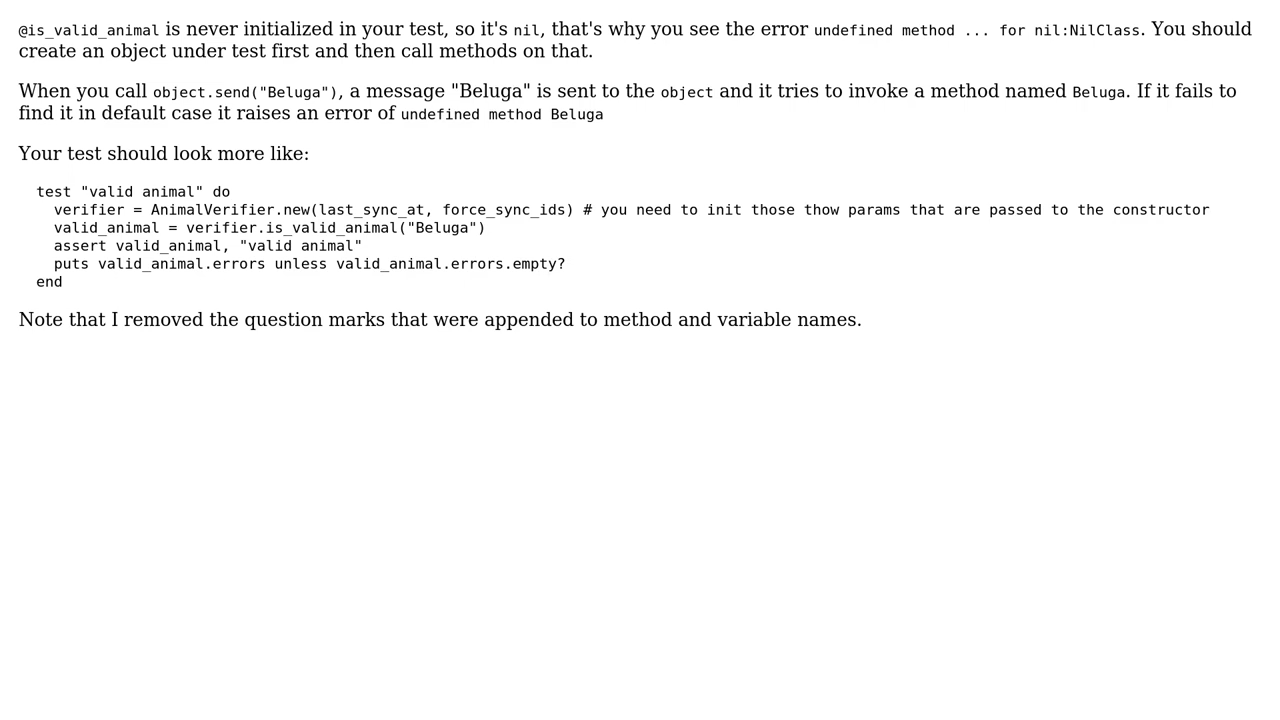 @is_valid_animal is never initialized in your test, so it's nil, that's why you see the error undefined method ... for nil:NilClass. You should
create an object under test first and then call methods on that.
When you call object.send("Beluga"), a message "Beluga" is sent to the object and it tries to invoke a method named Beluga. If it fails to
find it in default case it raises an error of undefined method Beluga
Your test should look more like:
test "valid animal" do
  verifier = AnimalVerifier.new(last_sync_at, force_sync_ids) # you need to init those thow params that are passed to the constructor
  valid_animal = verifier.is_valid_animal("Beluga")
  assert valid_animal, "valid animal"
  puts valid_animal.errors unless valid_animal.errors.empty?
end
Note that I removed the question marks that were appended to method and variable names.